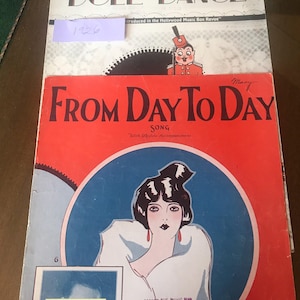 DOLL DANCE
Introduced in the Hollywood Music Box Revue"
1926
Mary
FROM DAY TO DAY
SONG